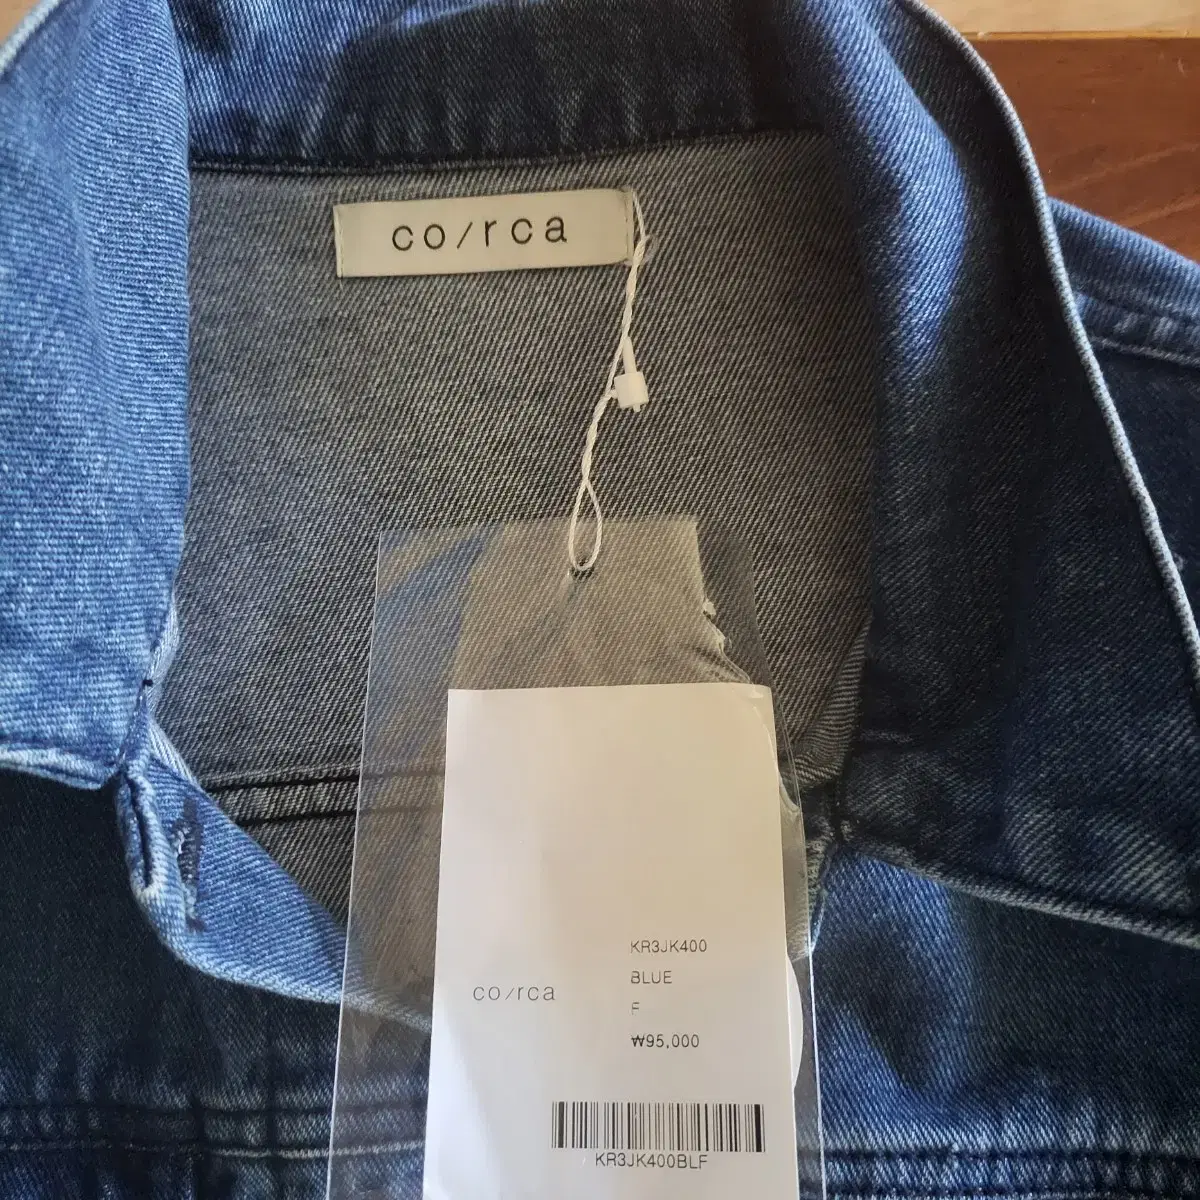 co/rca
KR3JK400
BLUE
co/rca
F
₩95,000
KR3JK400BLF